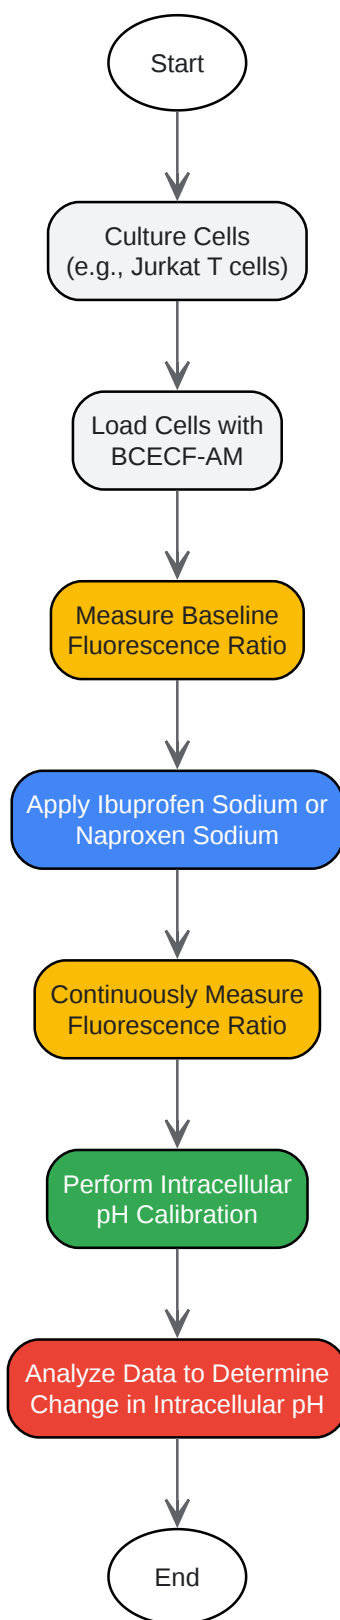 Start
Culture Cells
(e.g., Jurkat T cells)
Load Cells with
BCECF-AM
Measure Baseline
Fluorescence Ratio
Apply Ibuprofen Sodium or
Naproxen Sodium
Continuously Measure
Fluorescence Ratio
Perform Intracellular
pH Calibration
Analyze Data to Determine
Change in Intracellular pH
End